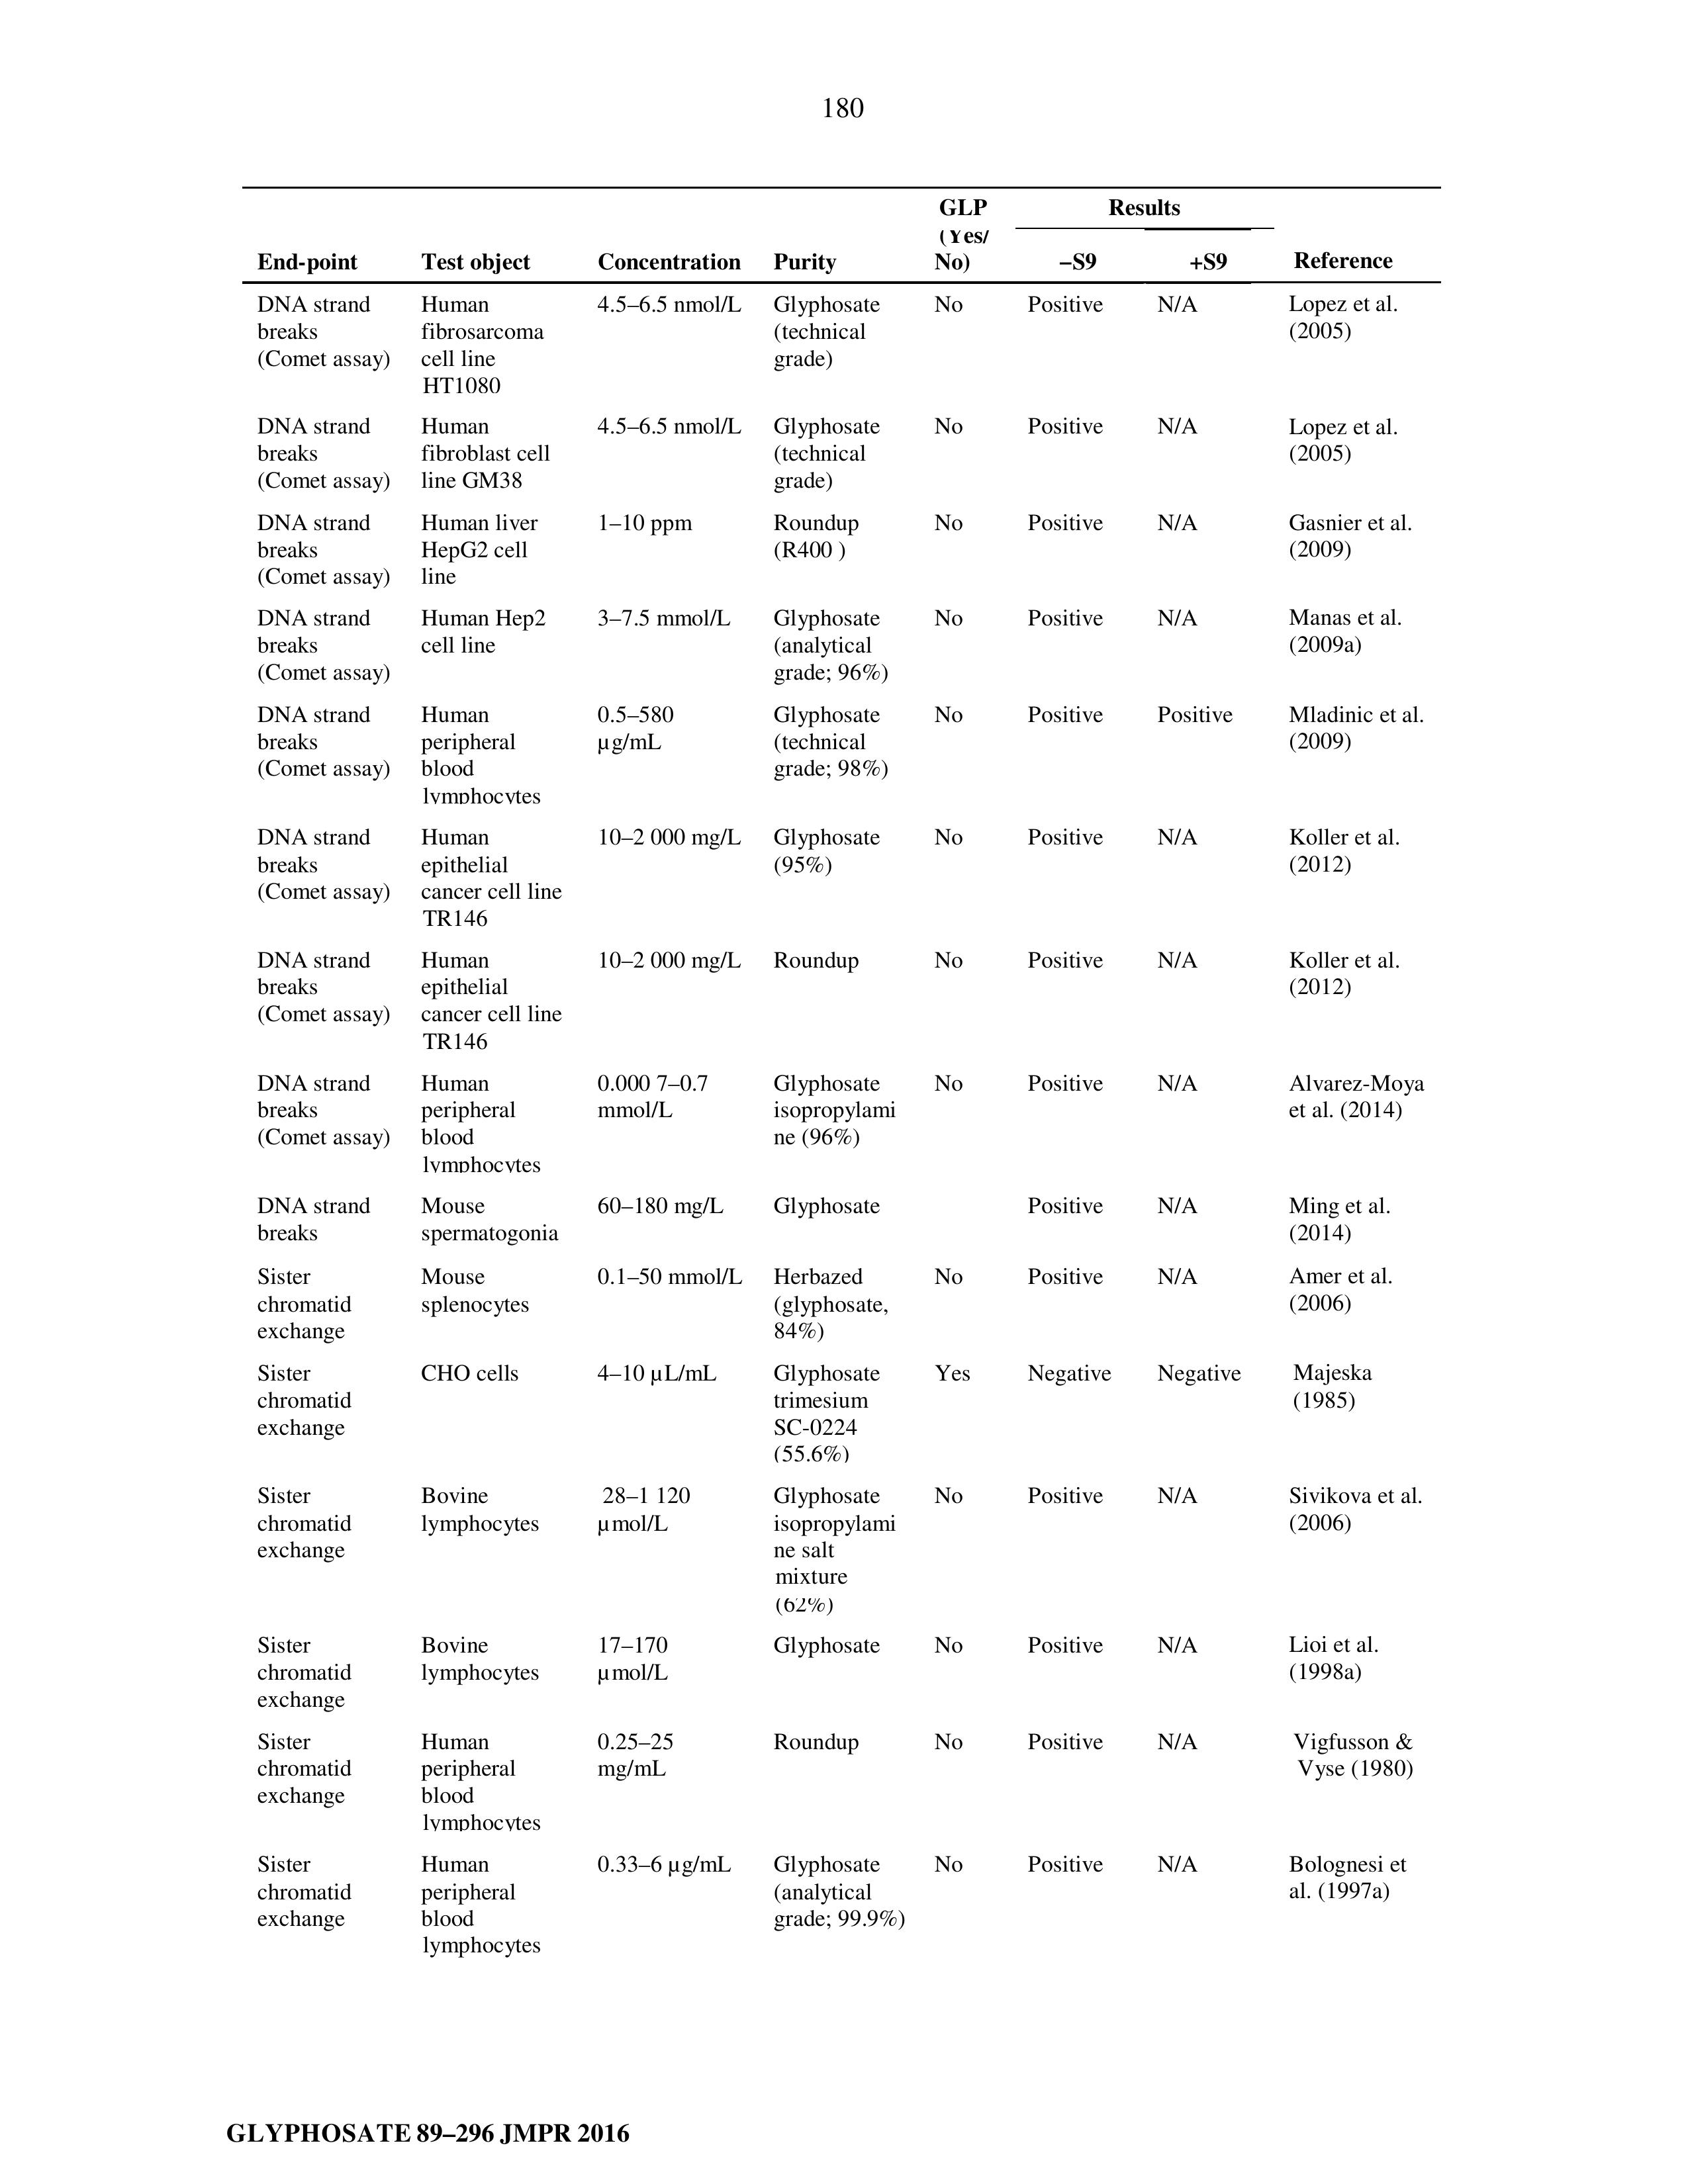 180
GLP
(Yes/
No)
Results
End-point Test object Concentration Purity –S9 +S9 Reference
DNA strand Human 4.5–6.5 nmol/L Glyphosate No Positive N/A Lopez et al.
breaks fibrosarcoma (technical (2005)
(Comet assay) cell line grade)
HT1080
DNA strand Human 4.5–6.5 nmol/L Glyphosate No Positive N/A Lopez et al.
breaks fibroblast cell (technical (2005)
(Comet assay) line GM38 grade)
DNA strand Human liver 1–10 ppm Roundup No Positive N/A Gasnier et al.
breaks HepG2 cell (R400 ) (2009)
(Comet assay) line
DNA strand Human Hep2 3–7.5 mmol/L Glyphosate No Positive N/A Manas et al.
breaks cell line (analytical (2009a)
(Comet assay) grade; 96%)
DNA strand Human 0.5–580 Glyphosate No Positive Positive Mladinic et al.
breaks peripheral µg/mL (technical (2009)
(Comet assay) blood grade; 98%)
lymphocytes
DNA strand Human 10–2 000 mg/L Glyphosate No Positive N/A Koller et al.
breaks epithelial (95%) (2012)
(Comet assay) cancer cell line
TR146
DNA strand Human 10–2 000 mg/L Roundup No Positive N/A Koller et al.
breaks epithelial (2012)
(Comet assay) cancer cell line
TR146
DNA strand Human 0.000 7–0.7 Glyphosate No Positive N/A Alvarez-Moya
breaks peripheral mmol/L isopropylami et al. (2014)
(Comet assay) blood ne (96%)
lymphocytes
DNA strand Mouse 60–180 mg/L Glyphosate Positive N/A Ming et al.
breaks spermatogonia (2014)
Sister Mouse 0.1–50 mmol/L Herbazed No Positive N/A Amer et al.
chromatid splenocytes (glyphosate, (2006)
exchange 84%)
Sister CHO cells 4–10 µL/mL Glyphosate Yes Negative Negative Majeska
chromatid trimesium (1985)
exchange SC-0224
(55.6%)
Sister Bovine 28–1 120 Glyphosate No Positive N/A Sivikova et al.
chromatid lymphocytes µmol/L isopropylami (2006)
exchange ne salt
mixture
(62%)
Sister Bovine 17–170 Glyphosate No Positive N/A Lioi et al.
chromatid lymphocytes µmol/L (1998a)
exchange
Sister Human 0.25–25 Roundup No Positive N/A Vigfusson &
chromatid peripheral mg/mL Vyse (1980)
exchange blood
lymphocytes
Sister Human 0.33–6 µg/mL Glyphosate No Positive N/A Bolognesi et
chromatid peripheral (analytical al. (1997a)
exchange blood grade; 99.9%)
lymphocytes
GLYPHOSATE 89–296 JMPR 2016